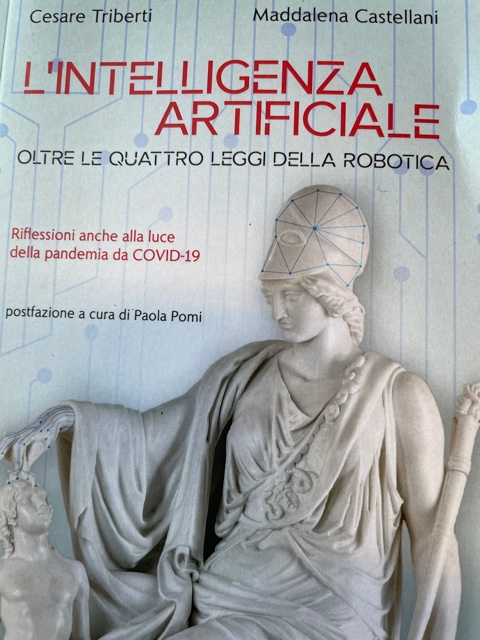 Cesare Triberti Maddalena Castellani
L'INTELLIGENZA
ARTIFICIALE
OLTRE LE QUATTRO LEGGI DELLA ROBOTICA
Riflessioni anche alla luce
della pandemia da COVID-19
postfazione a cura di Paola Pomi